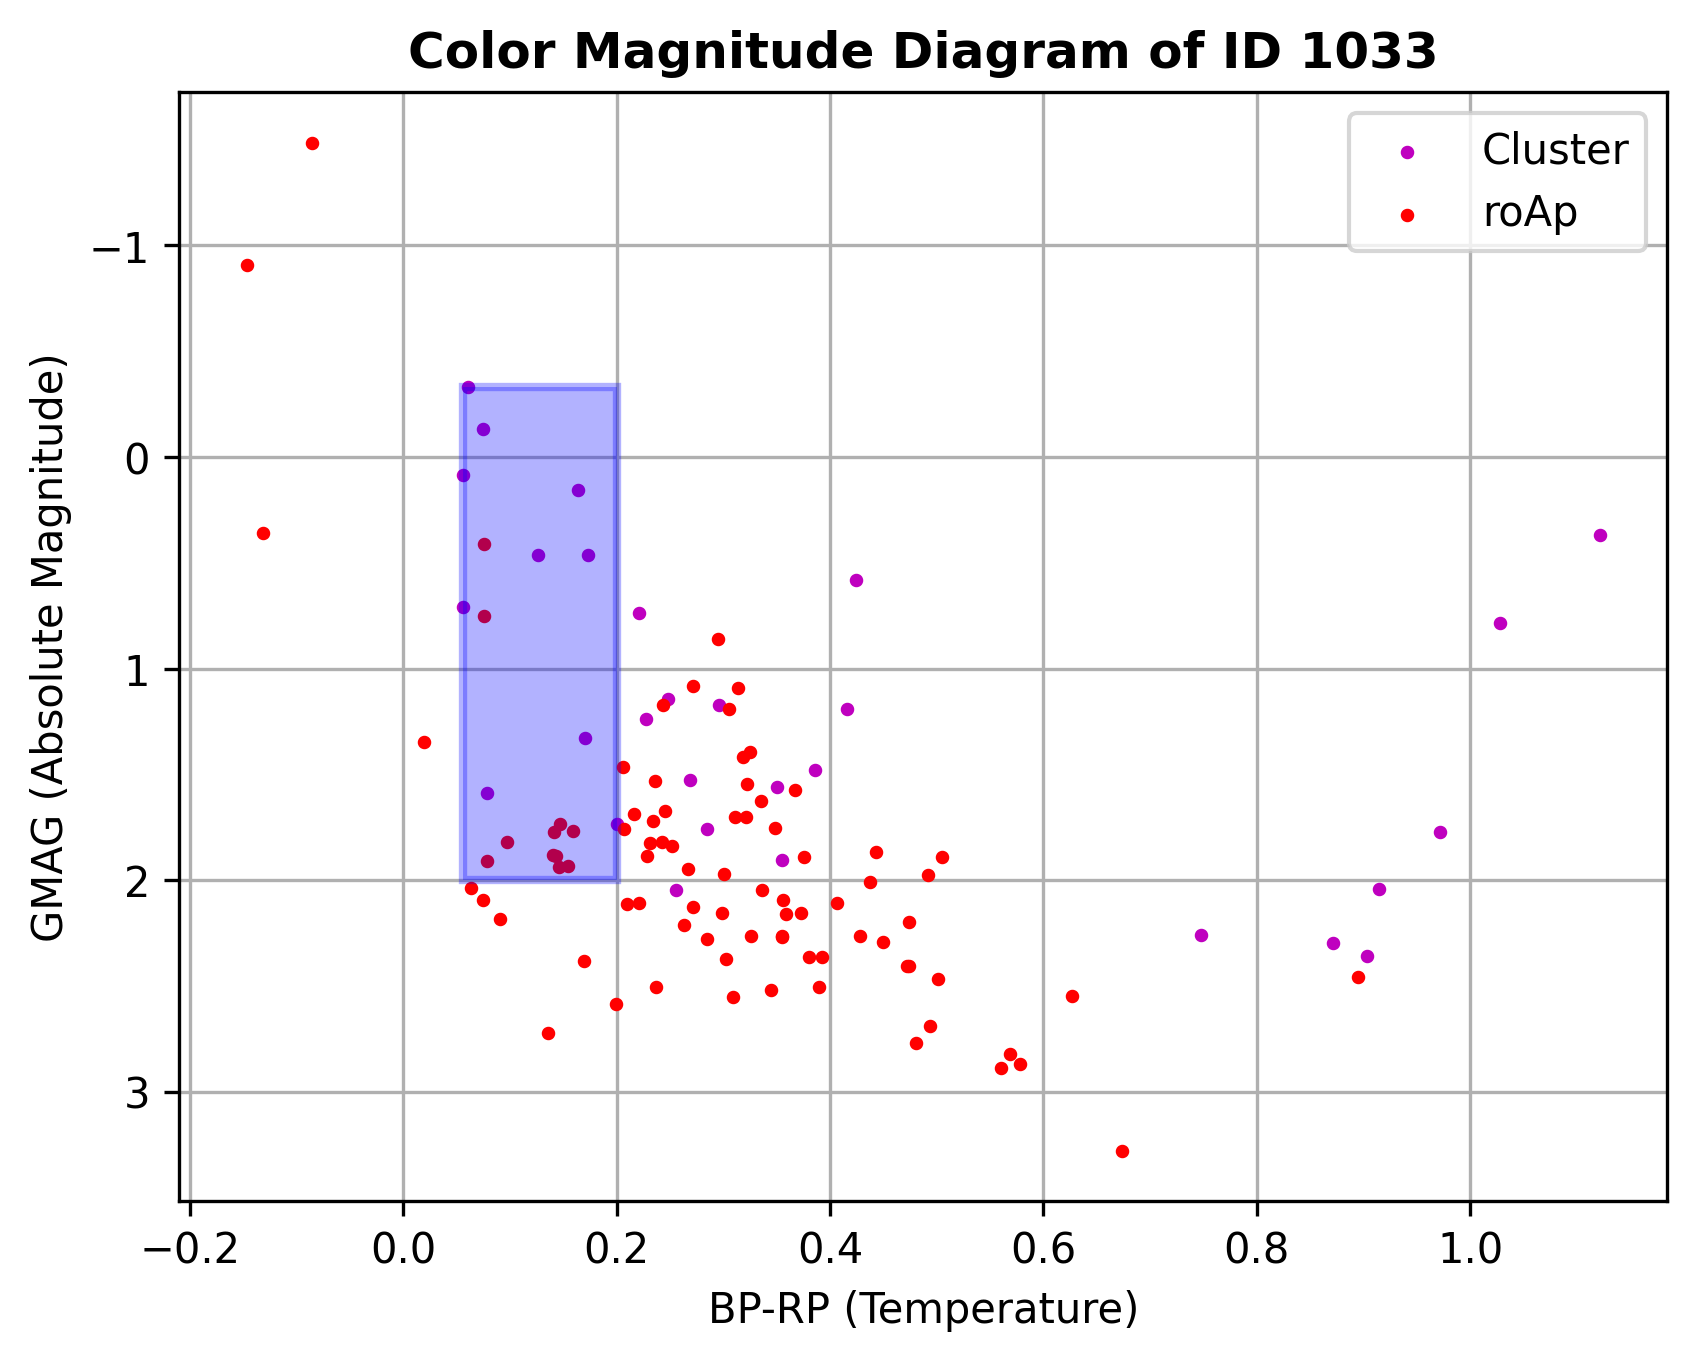 Color Magnitude Diagram of ID 1033
Cluster
roAp
GMAG (Absolute Magnitude)
−1
0
1
2
3
−0.2 0.0 0.2 0.4 0.6 0.8 1.0
BP-RP (Temperature)